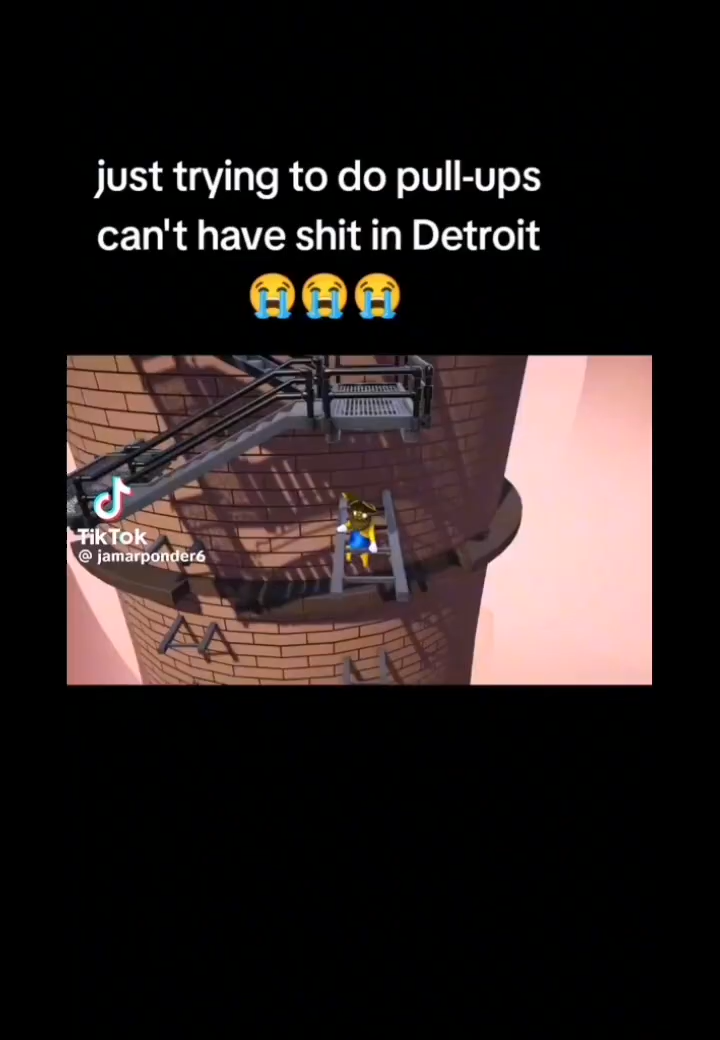 just trying to do pull-ups
can't have shit in Detroit
😭😭😭
TikTok
@ jamarponder6